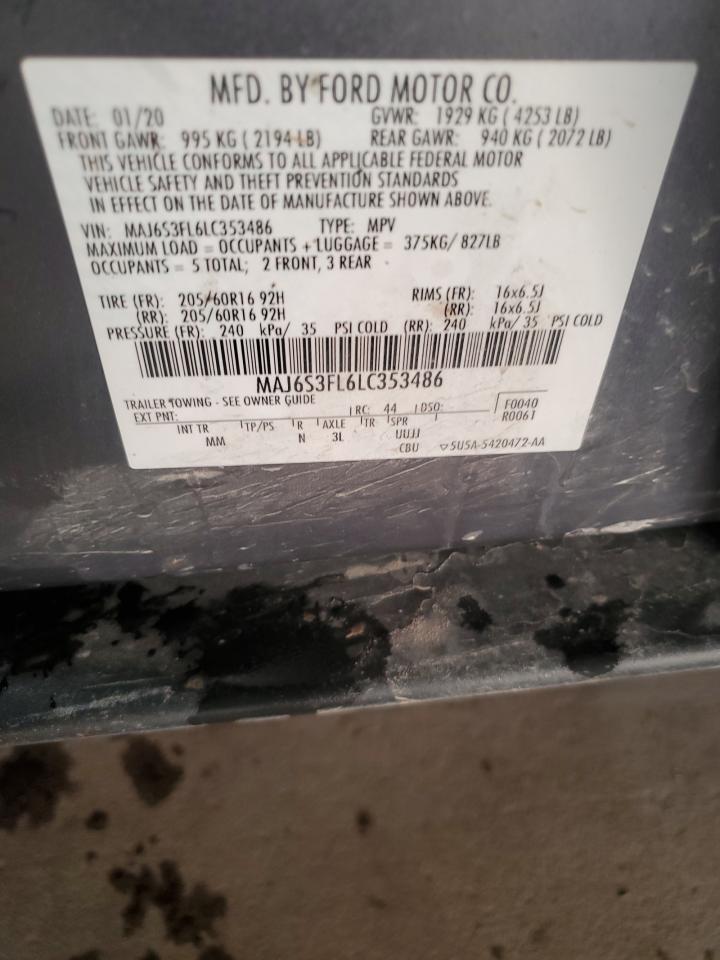 MFD. BY FORD MOTOR CO.
DATE: 01/20 GVWR: 1929 KG ( 4253 LB)
FRONT GAWR: 995 KG ( 2194 LB) REAR GAWR: 940 KG ( 2072 LB)
THIS VEHICLE CONFORMS TO ALL APPLICABLE FEDERAL MOTOR
VEHICLE SAFETY AND THEFT PREVENTION STANDARDS
IN EFFECT ON THE DATE OF MANUFACTURE SHOWN ABOVE.
VIN: MAJ6S3FL6LC353486 TYPE: MPV
MAXIMUM LOAD = OCCUPANTS + LUGGAGE = 375KG/ 827LB
OCCUPANTS = 5 TOTAL; 2 FRONT, 3 REAR
TIRE (FR): 205/60R16 92H RIMS (FR): 16x6.5J
(RR): 205/60R16 92H (RR): 16x6.5J
PRESSURE (FR): 240 kPa/ 35 PSI COLD (RR): 240 kPa/ 35 PSI COLD
MAJ6S3FL6LC353486
TRAILER TOWING - SEE OWNER GUIDE
EXT PNT: RC: 44 DSO: F0040
R0061
INT TR TP/PS R AXLE TR SPR
MM N 3L UUJJ
CBU 5U5A-5420472-AA